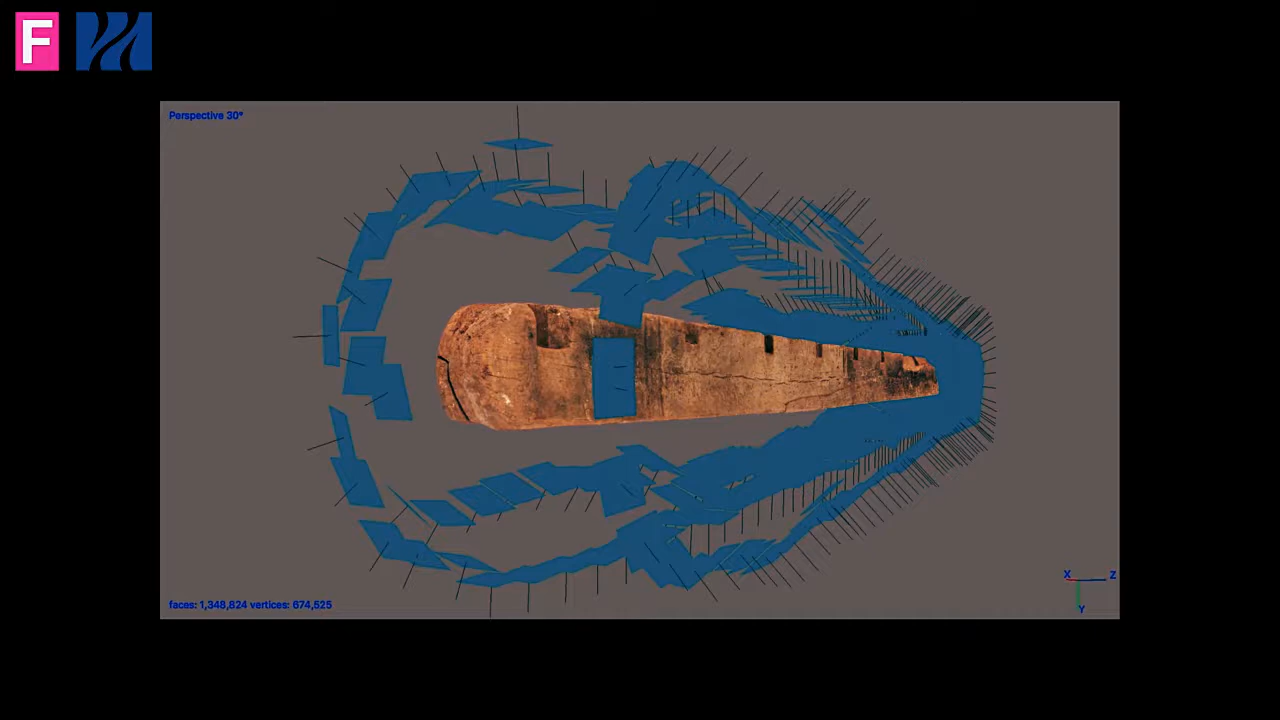 F
Perspective 30°
X Z
Y
faces: 1,348,824 vertices: 674,525